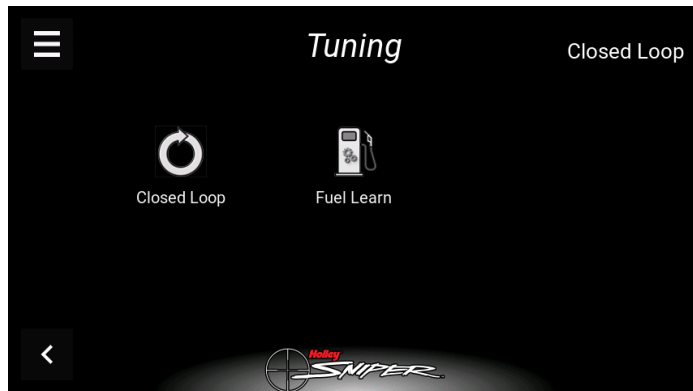 Tuning
Closed Loop
Closed Loop
Fuel Learn
Holley
SNIPER